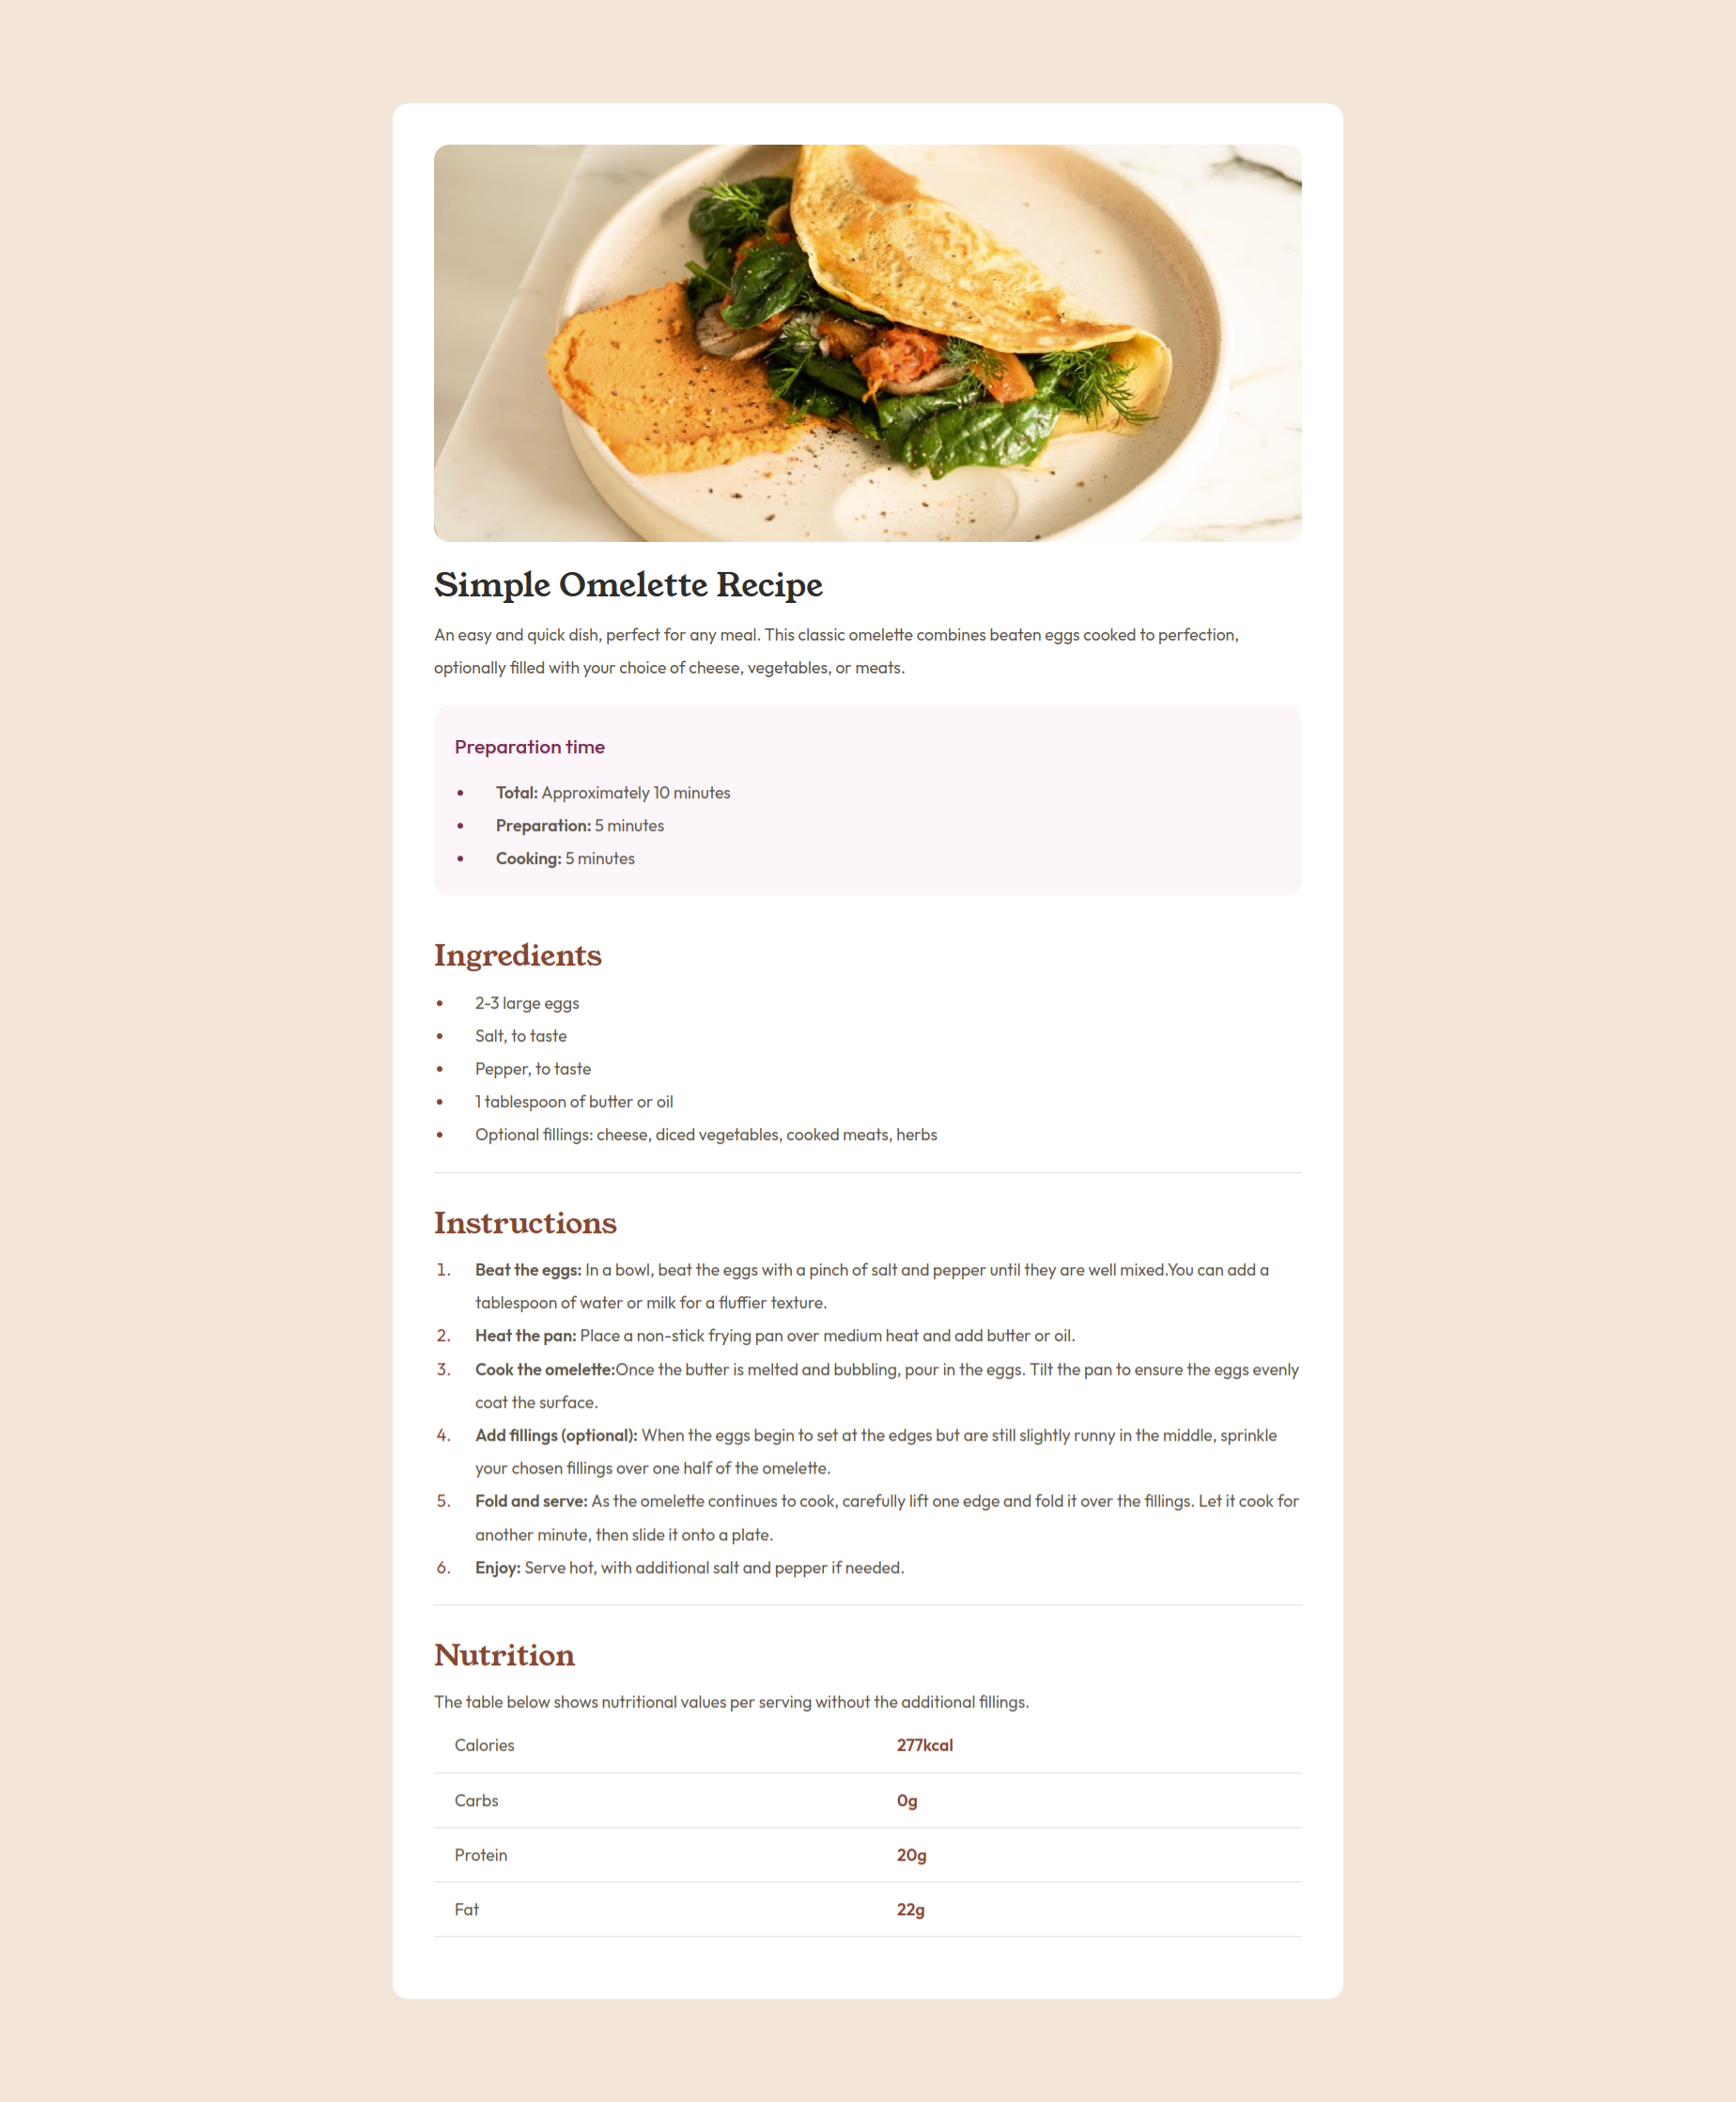 Simple Omelette Recipe
An easy and quick dish, perfect for any meal. This classic omelette combines beaten eggs cooked to perfection,
optionally filled with your choice of cheese, vegetables, or meats.
Preparation time
• Total: Approximately 10 minutes
• Preparation: 5 minutes
• Cooking: 5 minutes
Ingredients
• 2-3 large eggs
• Salt, to taste
• Pepper, to taste
• 1 tablespoon of butter or oil
• Optional fillings: cheese, diced vegetables, cooked meats, herbs
Instructions
1. Beat the eggs: In a bowl, beat the eggs with a pinch of salt and pepper until they are well mixed.You can add a
tablespoon of water or milk for a fluffier texture.
2. Heat the pan: Place a non-stick frying pan over medium heat and add butter or oil.
3. Cook the omelette:Once the butter is melted and bubbling, pour in the eggs. Tilt the pan to ensure the eggs evenly
coat the surface.
4. Add fillings (optional): When the eggs begin to set at the edges but are still slightly runny in the middle, sprinkle
your chosen fillings over one half of the omelette.
5. Fold and serve: As the omelette continues to cook, carefully lift one edge and fold it over the fillings. Let it cook for
another minute, then slide it onto a plate.
6. Enjoy: Serve hot, with additional salt and pepper if needed.
Nutrition
The table below shows nutritional values per serving without the additional fillings.
Calories 277kcal
Carbs 0g
Protein 20g
Fat 22g